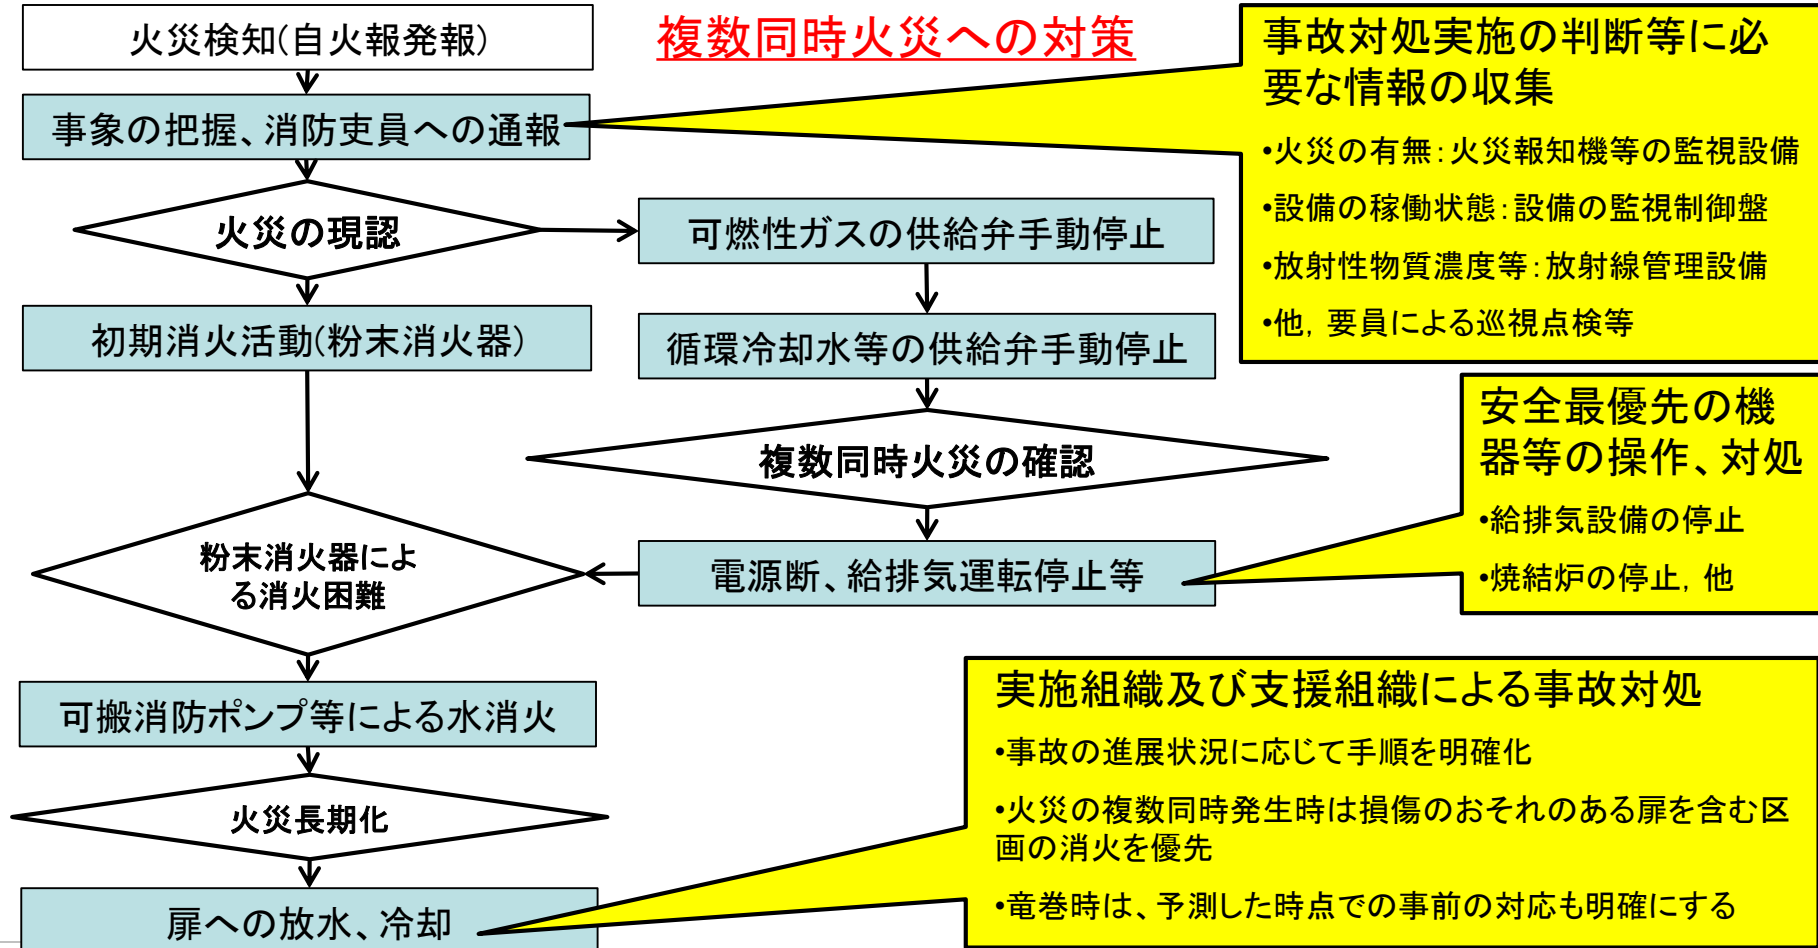 複数同時火災への対策
火災検知(自火報発報)
事象の把握、消防吏員への通報
火災の現認
初期消火活動(粉末消火器)
可燃性ガスの供給弁手動停止
循環冷却水等の供給弁手動停止
複数同時火災の確認
電源断、給排気運転停止等
粉末消火器によ
る消火困難
可搬消防ポンプ等による水消火
火災長期化
扉への放水、冷却
事故対処実施の判断等に必
要な情報の収集
•火災の有無:火災報知機等の監視設備
•設備の稼働状態:設備の監視制御盤
•放射性物質濃度等:放射線管理設備
•他, 要員による巡視点検等
安全最優先の機
器等の操作、対処
•給排気設備の停止
•焼結炉の停止, 他
実施組織及び支援組織による事故対処
•事故の進展状況に応じて手順を明確化
•火災の複数同時発生時は損傷のおそれのある扉を含む区
画の消火を優先
•竜巻時は、予測した時点での事前の対応も明確にする